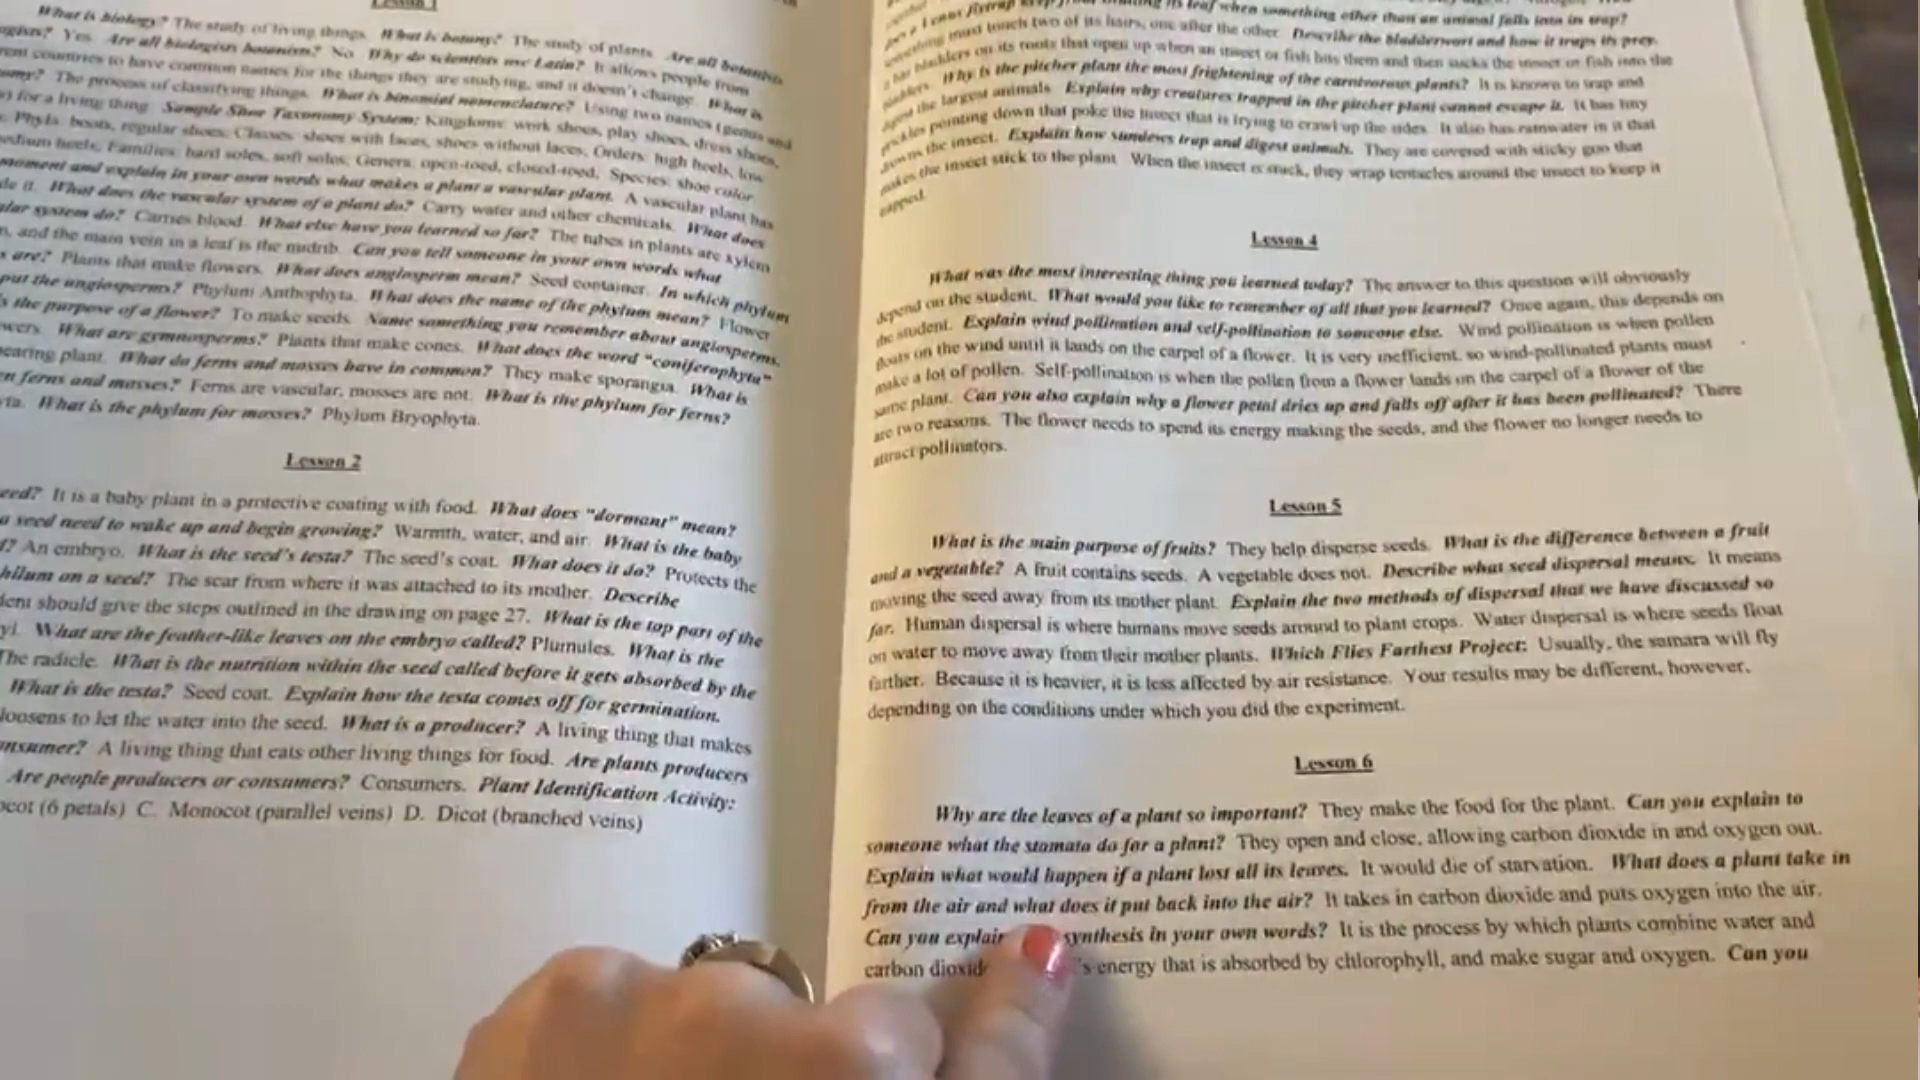 Lesson 1
What is biology? The study of living things. What is botany? The study of plants. Are all botanists
Yes. Are all biologists botanists? No. Why do scientists use Latin? It allows people from
countries to have common names for the things they are studying, and it doesn't change. What is
The process of classifying things. What is binomial nomenclature? Using two names (genus and
for a living thing. Sample Shoe Taxonomy System: Kingdoms: work shoes, play shoes, dress shoes,
Phyla: boots, regular shoes; Classes: shoes with laces, shoes without laces, Orders: high heels, low
heels, Families: hard soles, soft soles; Genera: open-toed, closed-toed, Species: shoe color
moment and explain in your own words what makes a plant a vascular plant. A vascular plant has
it. What does the vascular system of a plant do? Carry water and other chemicals. What does
system do? Carries blood. What else have you learned so far? The tubes in plants are xylem
and the main vein in a leaf is the midrib. Can you tell someone in your own words what
are? Plants that make flowers. What does angiosperm mean? Seed container. In which phylum
put the angiosperms? Phylum Anthophyta. What does the name of the phylum mean? Flower
the purpose of a flower? To make seeds. Name something you remember about angiosperms.
What are gymnosperms? Plants that make cones. What does the word "coniferophyta"
bearing plant. What do ferns and mosses have in common? They make sporangia. What is
ferns and mosses? Ferns are vascular, mosses are not. What is the phylum for ferns?
What is the phylum for mosses? Phylum Bryophyta.
Lesson 2
It is a baby plant in a protective coating with food. What does "dormant" mean?
a seed need to wake up and begin growing? Warmth, water, and air. What is the baby
An embryo. What is the seed's testa? The seed's coat. What does it do? Protects the
hilum on a seed? The scar from where it was attached to its mother. Describe
should give the steps outlined in the drawing on page 27. What is the top part of the
What are the feather-like leaves on the embryo called? Plumules. What is the
The radicle. What is the nutrition within the seed called before it gets absorbed by the
What is the testa? Seed coat. Explain how the testa comes off for germination.
loosens to let the water into the seed. What is a producer? A living thing that makes
A living thing that eats other living things for food. Are plants producers
Are people producers or consumers? Consumers. Plant Identification Activity:
(6 petals) C. Monocot (parallel veins) D. Dicot (branched veins)
leaf when something other than an animal falls into its trap?
must touch two of its hairs, one after the other. Describe the bladderwort and how it traps its prey.
bladders on its roots that open up when an insect or fish hits them and then sucks the insect or fish into the
Why is the pitcher plant the most frightening of the carnivorous plants? It is known to trap and
digest the largest animals. Explain why creatures trapped in the pitcher plant cannot escape it. It has tiny
prickles pointing down that poke the insect that is trying to crawl up the sides. It also has rainwater in it that
drowns the insect. Explain how sundews trap and digest animals. They are covered with sticky goo that
makes the insect stick to the plant. When the insect is stuck, they wrap tentacles around the insect to keep it
trapped.
Lesson 4
What was the most interesting thing you learned today? The answer to this question will obviously
depend on the student. What would you like to remember of all that you learned? Once again, this depends on
the student. Explain wind pollination and self-pollination to someone else. Wind pollination is when pollen
floats on the wind until it lands on the carpel of a flower. It is very inefficient, so wind-pollinated plants must
make a lot of pollen. Self-pollination is when the pollen from a flower lands on the carpel of a flower of the
same plant. Can you also explain why a flower petal dries up and falls off after it has been pollinated? There
are two reasons. The flower needs to spend its energy making the seeds, and the flower no longer needs to
attract pollinators.
Lesson 5
What is the main purpose of fruits? They help disperse seeds. What is the difference between a fruit
and a vegetable? A fruit contains seeds. A vegetable does not. Describe what seed dispersal means. It means
moving the seed away from its mother plant. Explain the two methods of dispersal that we have discussed so
far. Human dispersal is where humans move seeds around to plant crops. Water dispersal is where seeds float
on water to move away from their mother plants. Which Flies Farthest Project: Usually, the samara will fly
farther. Because it is heavier, it is less affected by air resistance. Your results may be different, however,
depending on the conditions under which you did the experiment.
Lesson 6
Why are the leaves of a plant so important? They make the food for the plant. Can you explain to
someone what the stomata do for a plant? They open and close, allowing carbon dioxide in and oxygen out.
Explain what would happen if a plant lost all its leaves. It would die of starvation. What does a plant take in
from the air and what does it put back into the air? It takes in carbon dioxide and puts oxygen into the air.
Can you explain synthesis in your own words? It is the process by which plants combine water and
carbon 's energy that is absorbed by chlorophyll, and make sugar and oxygen. Can you